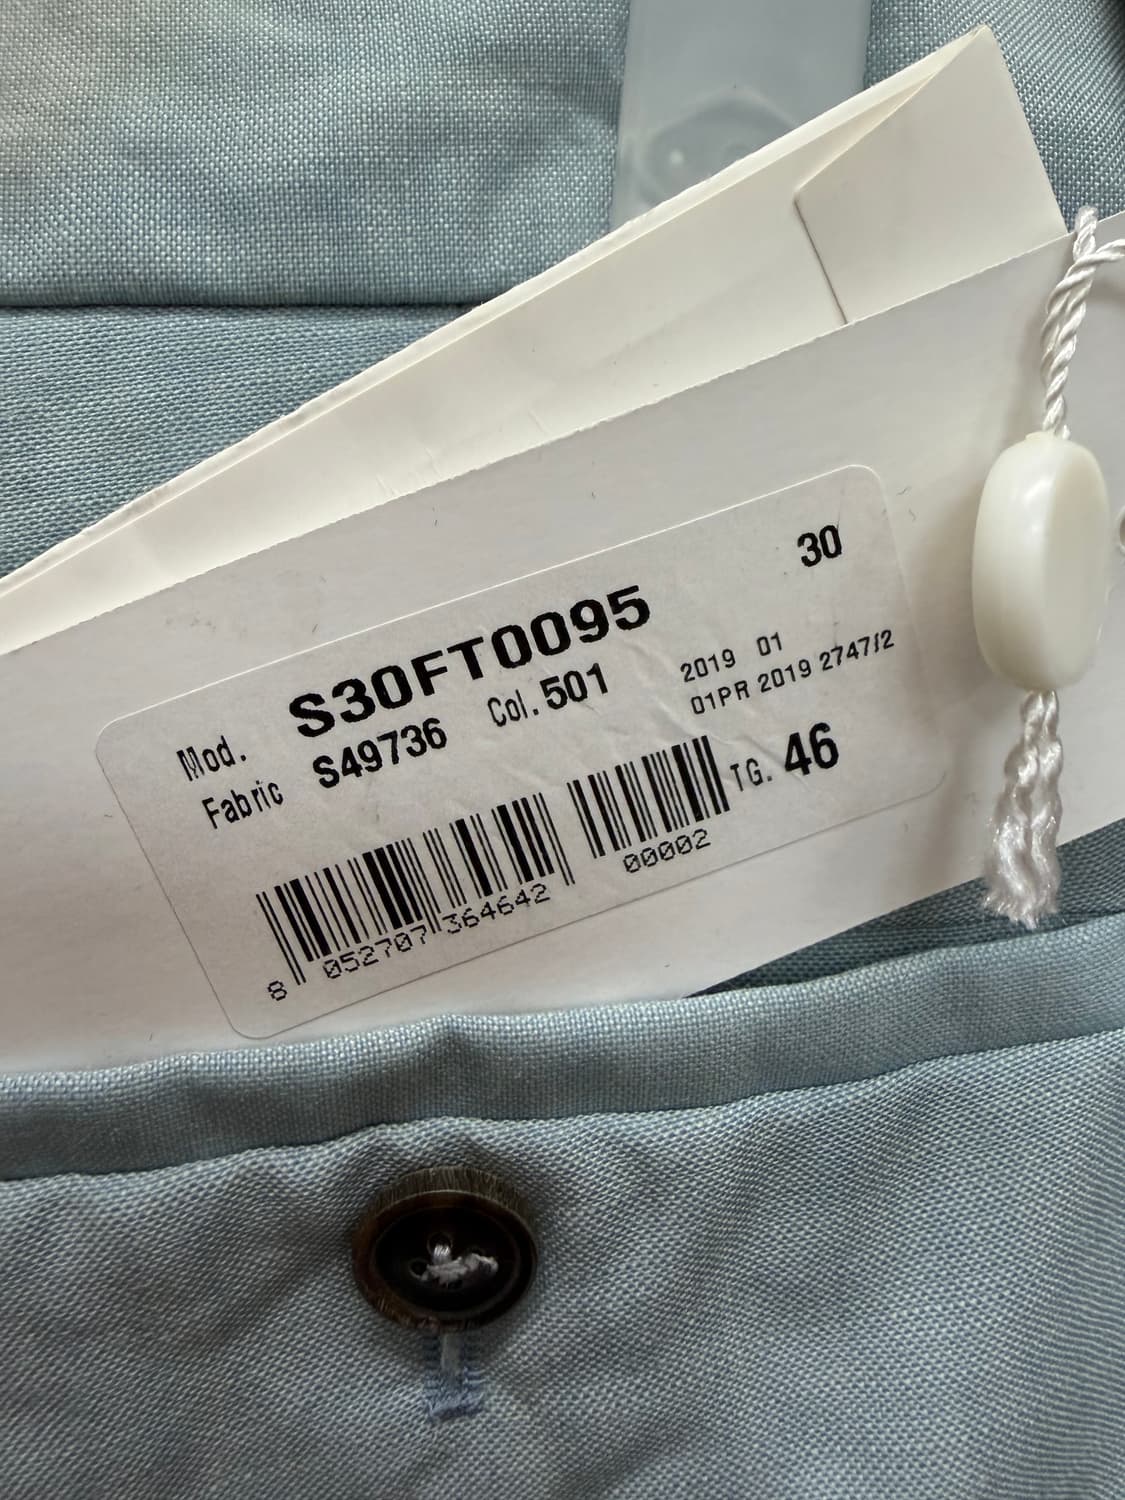 30
Mod. S30FT0095
Fabric S49736 Col. 501
2019 01
01PR 2019 2747/2
TG. 46
8 052707 364642
00002